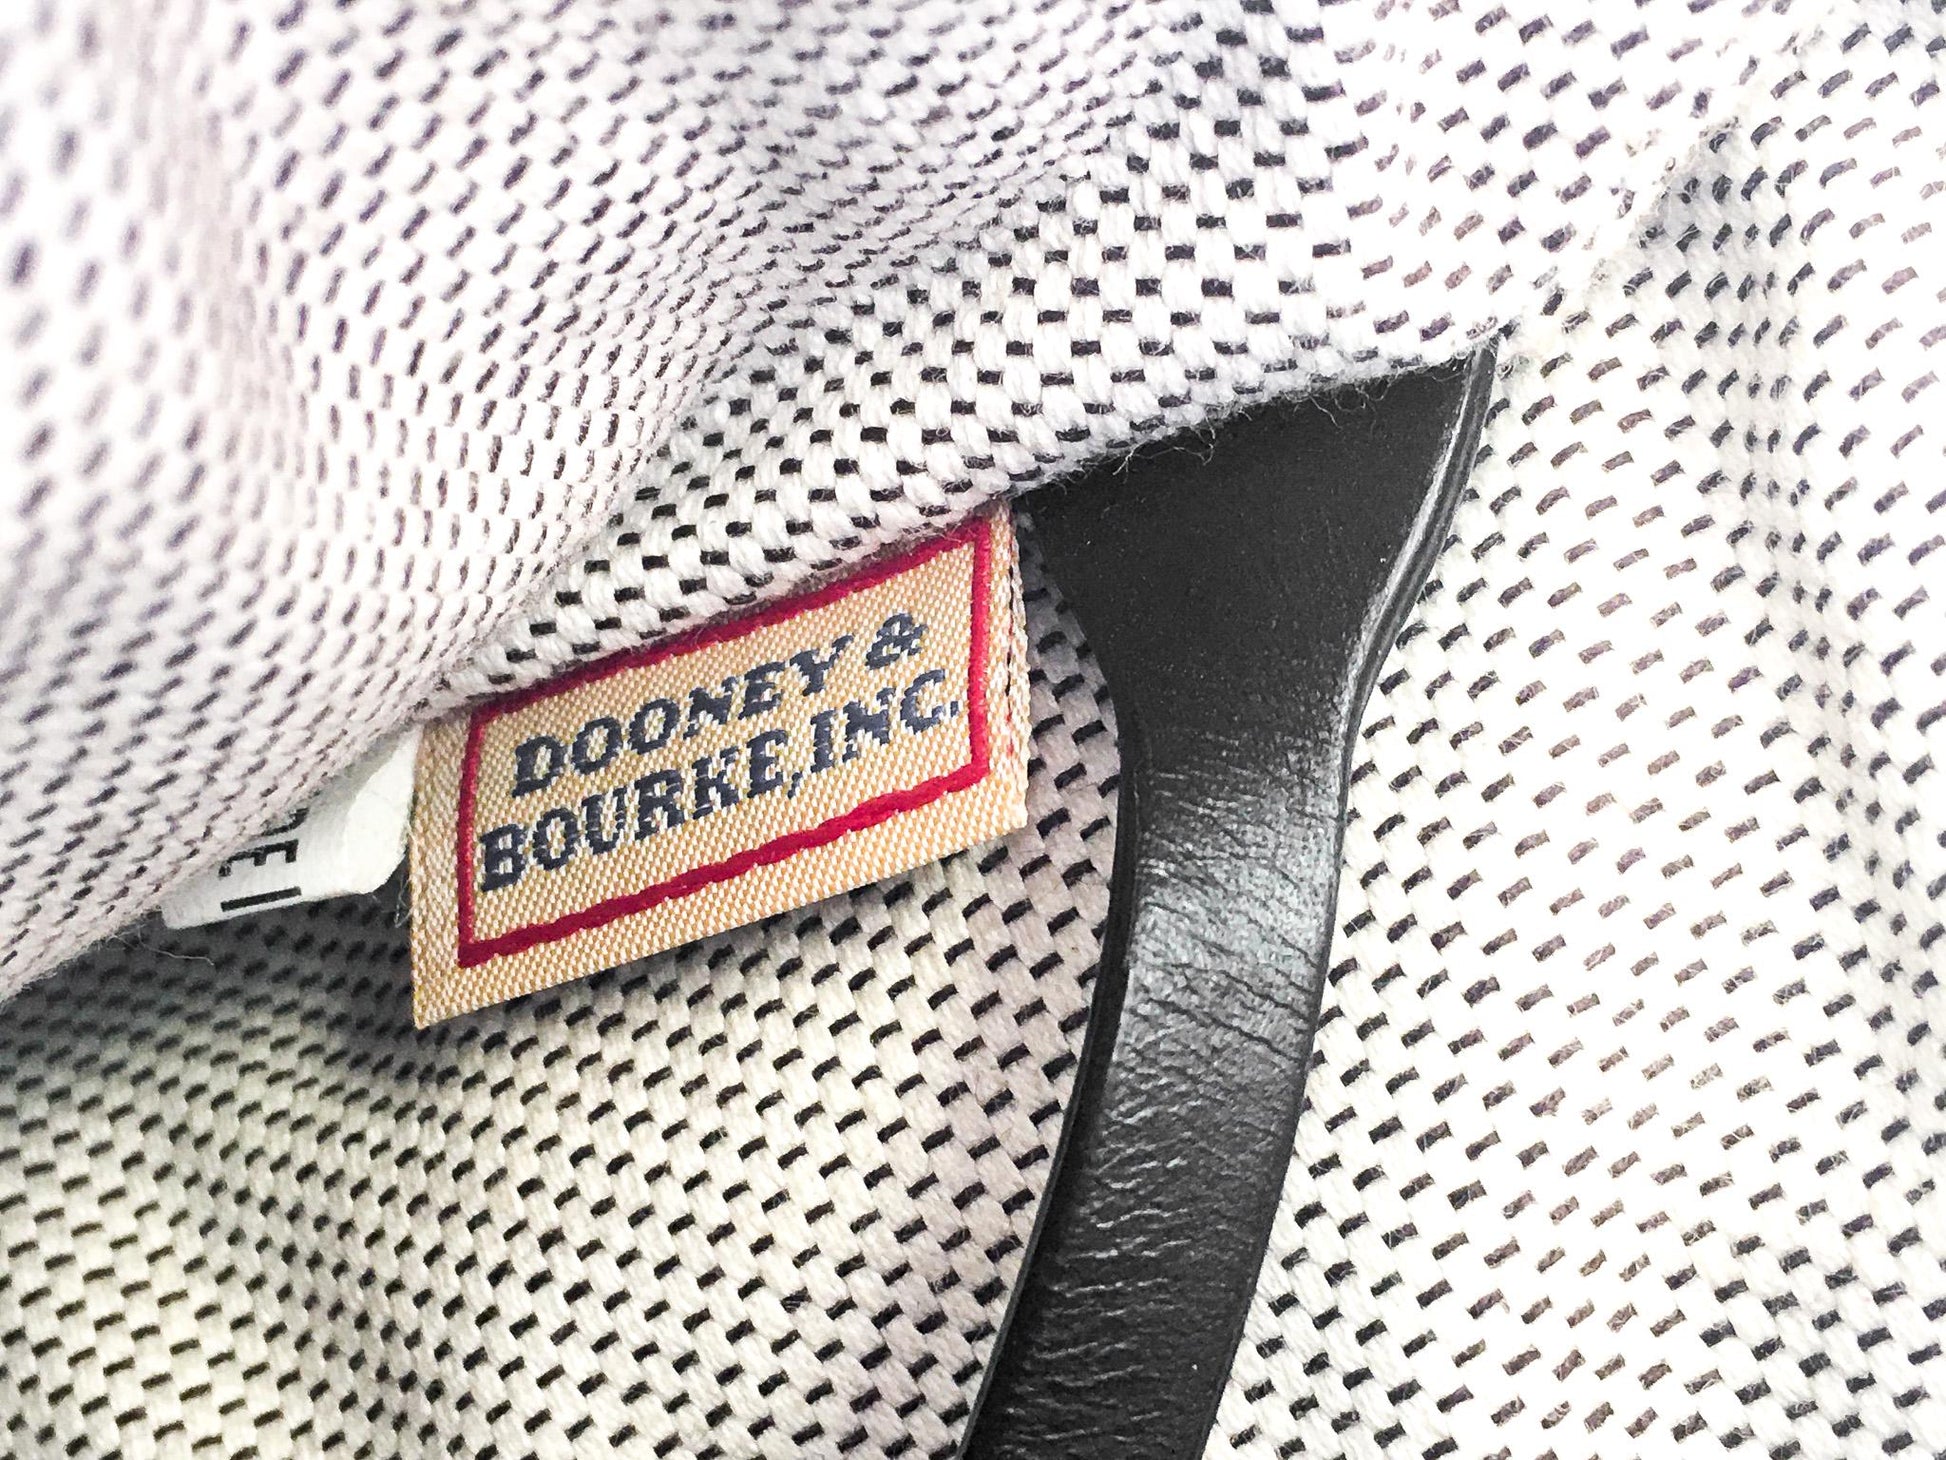 DOONEY &
BOURKE, INC.